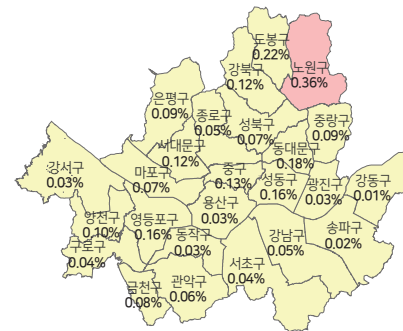 도봉구
0.22%
노원구
0.36%
강북구
0.12%
은평구
0.09%
종로구
0.05%
성북구
0.07%
중랑구
0.09%
서대문구
0.12%
동대문구
0.18%
강서구
0.03%
마포구
0.07%
중구
0.13%
성동구
0.16%
광진구
0.03%
강동구
0.01%
용산구
0.03%
양천구
0.10%
영등포구
0.16%
동작구
0.03%
강남구
0.05%
송파구
0.02%
구로구
0.04%
서초구
0.04%
금천구
0.08%
관악구
0.06%